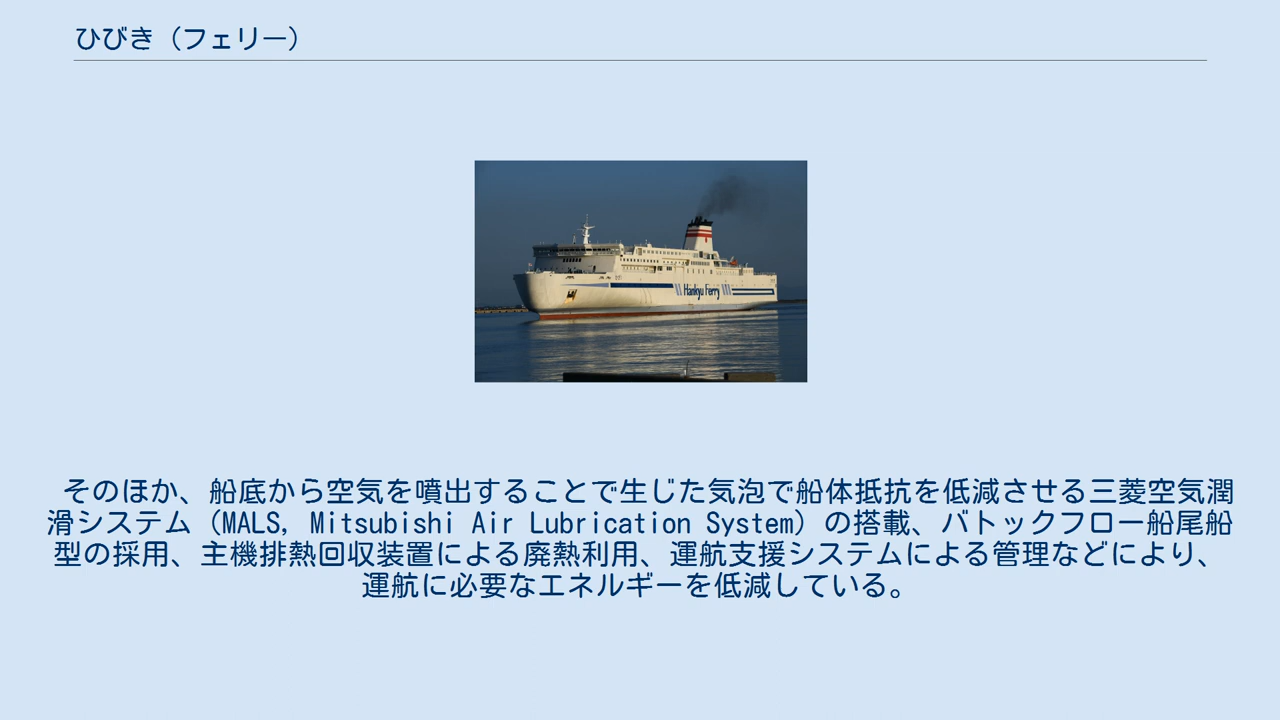 ひびき（フェリー）
Hankyu Ferry
そのほか、船底から空気を噴出することで生じた気泡で船体抵抗を低減させる三菱空気潤
滑システム（MALS, Mitsubishi Air Lubrication System）の搭載、バトックフロー船尾船
型の採用、主機排熱回収装置による廃熱利用、運航支援システムによる管理などにより、
運航に必要なエネルギーを低減している。